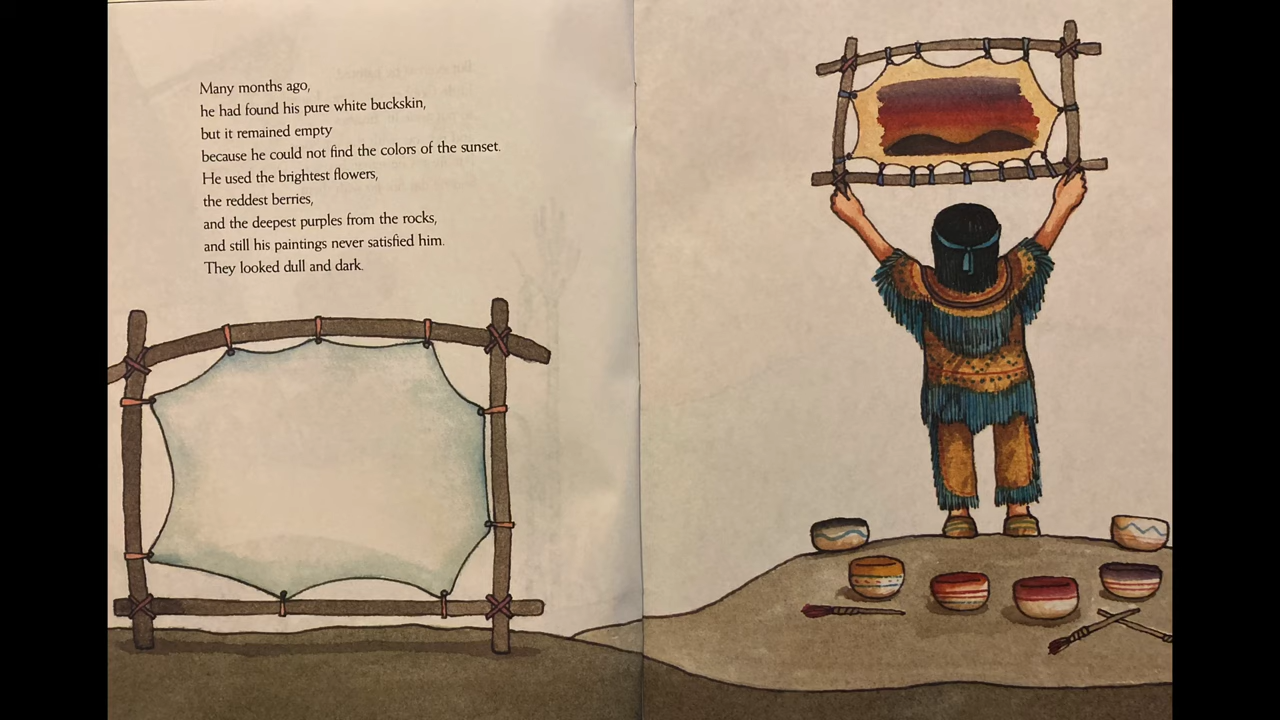 Many months ago,
he had found his pure white buckskin,
but it remained empty
because he could not find the colors of the sunset.
He used the brightest flowers,
the reddest berries,
and the deepest purples from the rocks,
and still his paintings never satisfied him.
They looked dull and dark.